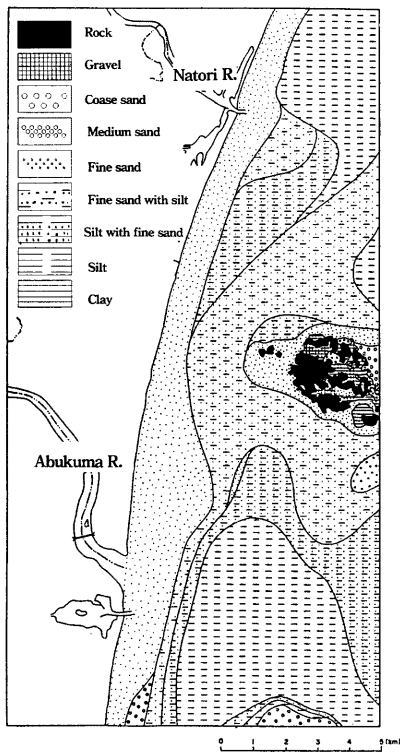 Rock
Natori R.
Gravel
Coase sand
Medium sand
Fine sand
Fine sand with silt
Silt with fine sand
Silt
Clay
Abukuma R.
0 1 2 3 4 5 (km)